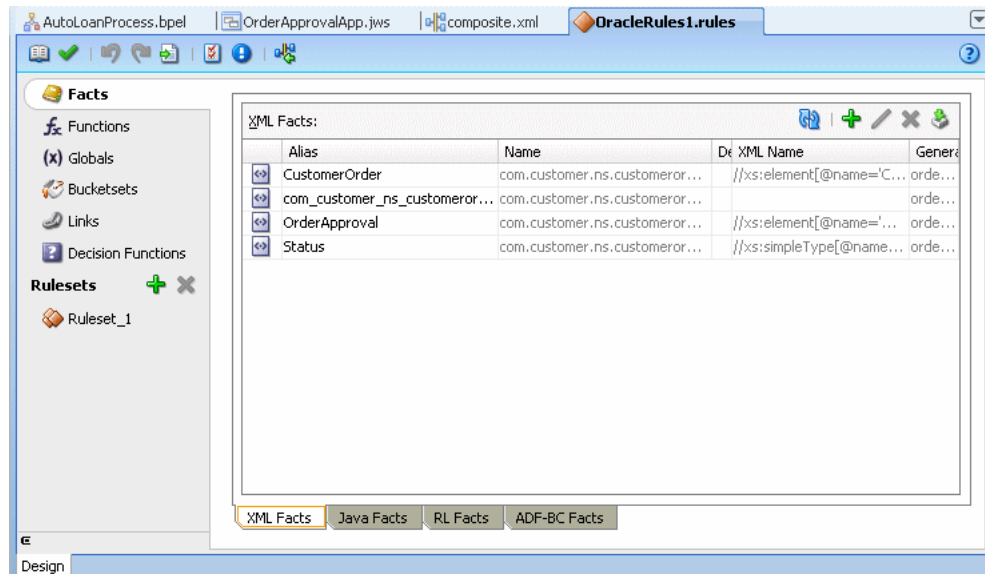 AutoLoanProcess.bpel OrderApprovalApp.jws composite.xml OracleRules1.rules
Facts
Functions
(x) Globals
Bucketsets
Links
Decision Functions
Rulesets
Ruleset_1
XML Facts:
Alias Name De XML Name Genera
CustomerOrder com.customer.ns.customeror... //xs:element[@name='C... orde...
com_customer_ns_customeror... com.customer.ns.customeror... orde...
OrderApproval com.customer.ns.customeror... //xs:element[@name='... orde...
Status com.customer.ns.customeror... //xs:simpleType[@name... orde...
XML Facts Java Facts RL Facts ADF-BC Facts
Design